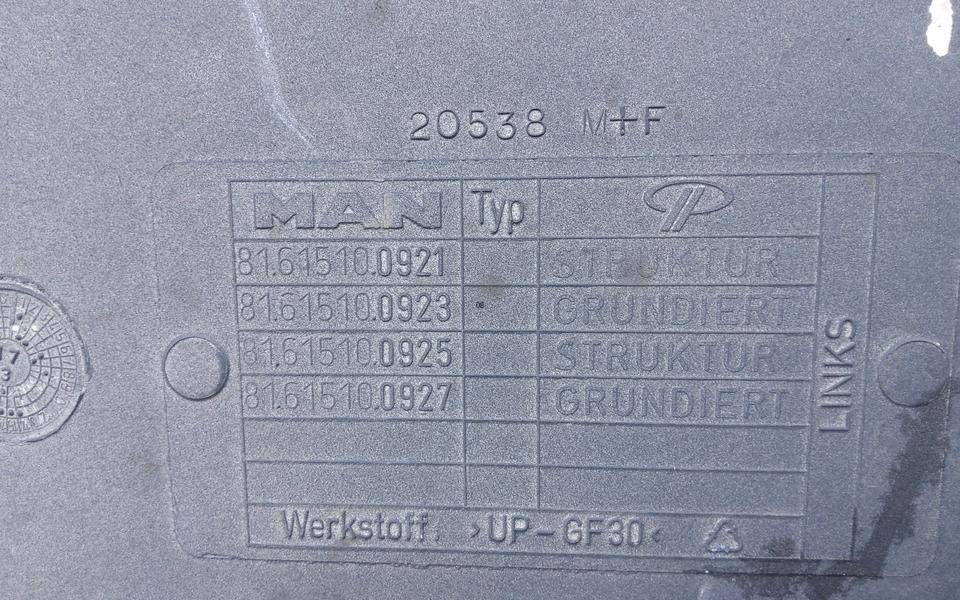 20538 M+F
MAN Typ
81.61510.0921 STRUKTUR
81.61510.0923 GRUNDIERT
81.61510.0925 STRUKTUR
81.61510.0927 GRUNDIERT
LINKS
Werkstoff: >UP-GF30<